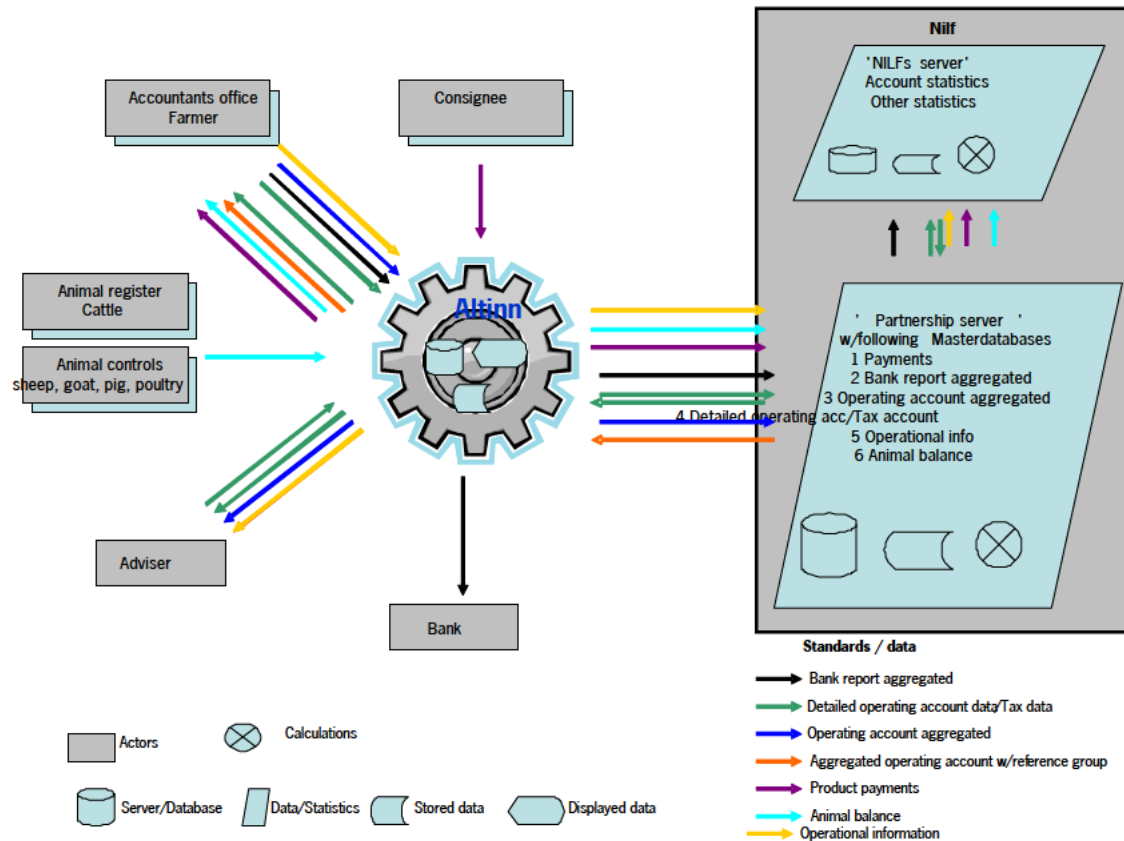 Nilf
'NILFs server'
Account statistics
Other statistics
Accountants office
Farmer
Consignee
Animal register
Cattle
Animal controls
sheep, goat, pig, poultry
Altinn
' Partnership server '
w/following Masterdatabases
1 Payments
2 Bank report aggregated
3 Operating account aggregated
4 Detailed operating acc/Tax account
5 Operational info
6 Animal balance
Adviser
Bank
Standards / data
Bank report aggregated
Detailed operating account data/Tax data
Operating account aggregated
Aggregated operating account w/reference group
Product payments
Animal balance
Operational information
Actors
Calculations
Server/Database
Data/Statistics
Stored data
Displayed data